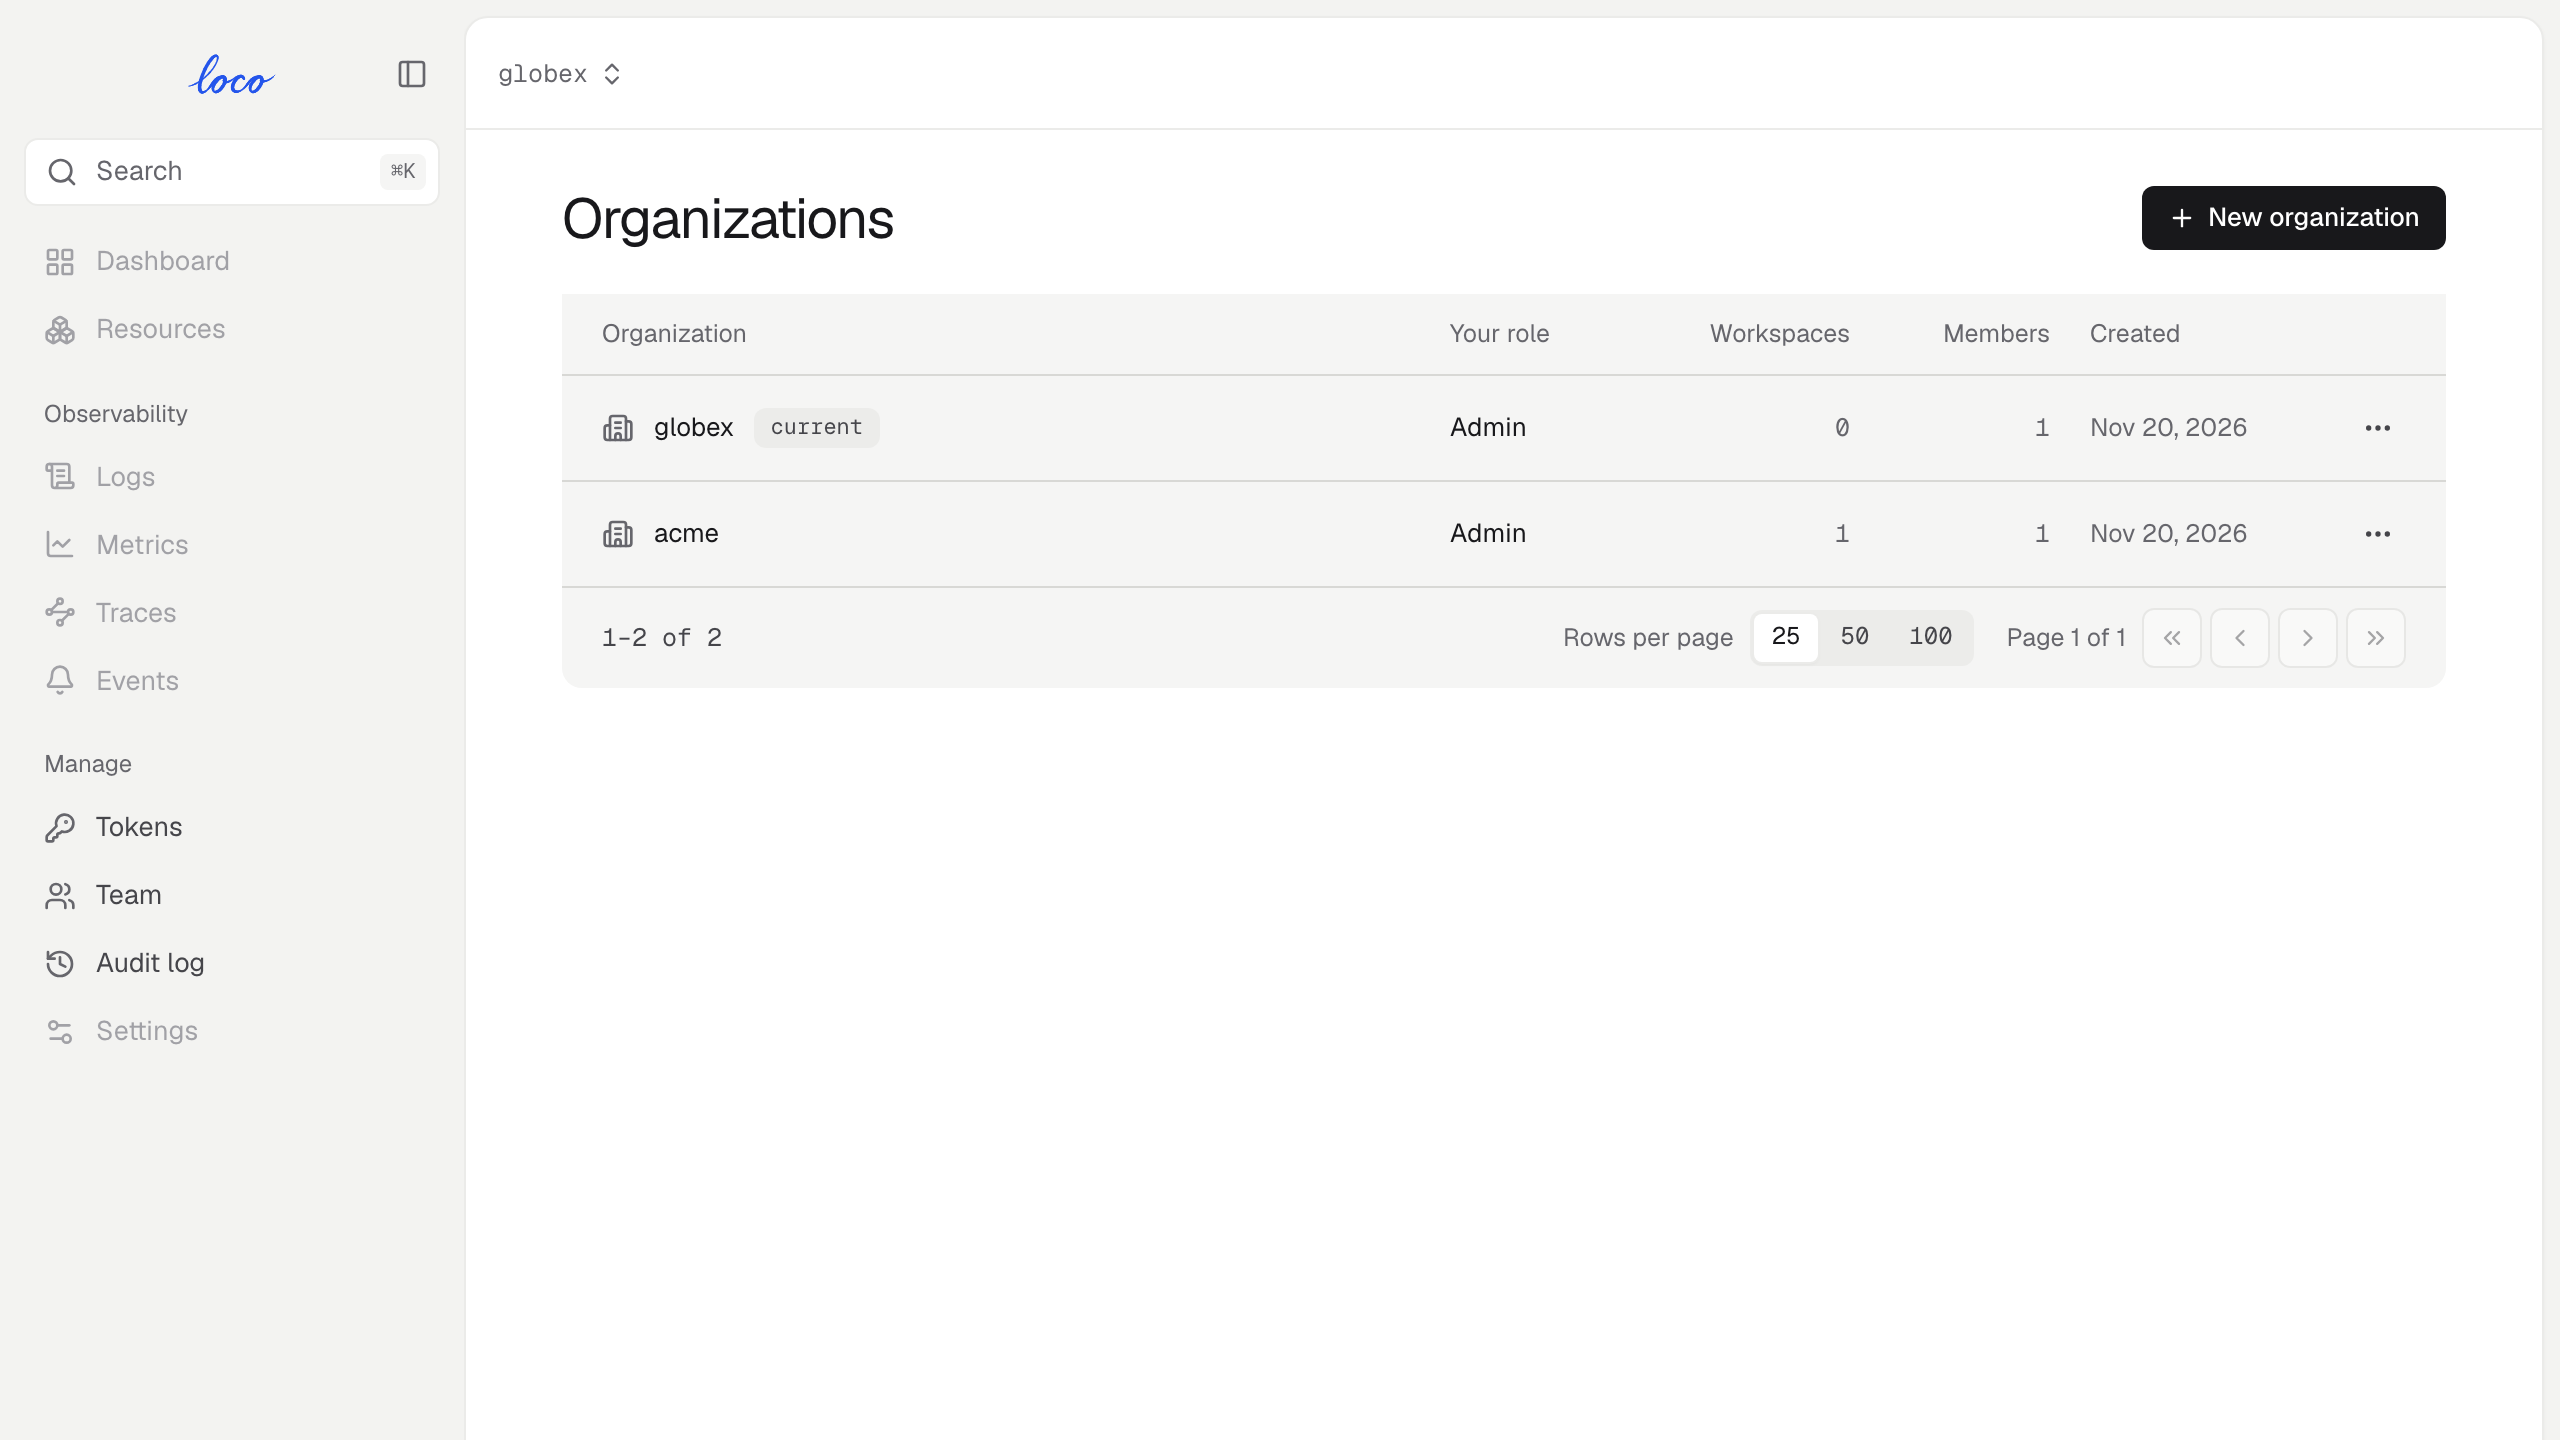 loco
Search ⌘K
Dashboard
Resources
Observability
Logs
Metrics
Traces
Events
Manage
Tokens
Team
Audit log
Settings
globex
Organizations
New organization
Organization Your role Workspaces Members Created
globex current Admin 0 1 Nov 20, 2026
acme Admin 1 1 Nov 20, 2026
1–2 of 2 Rows per page 25 50 100 Page 1 of 1